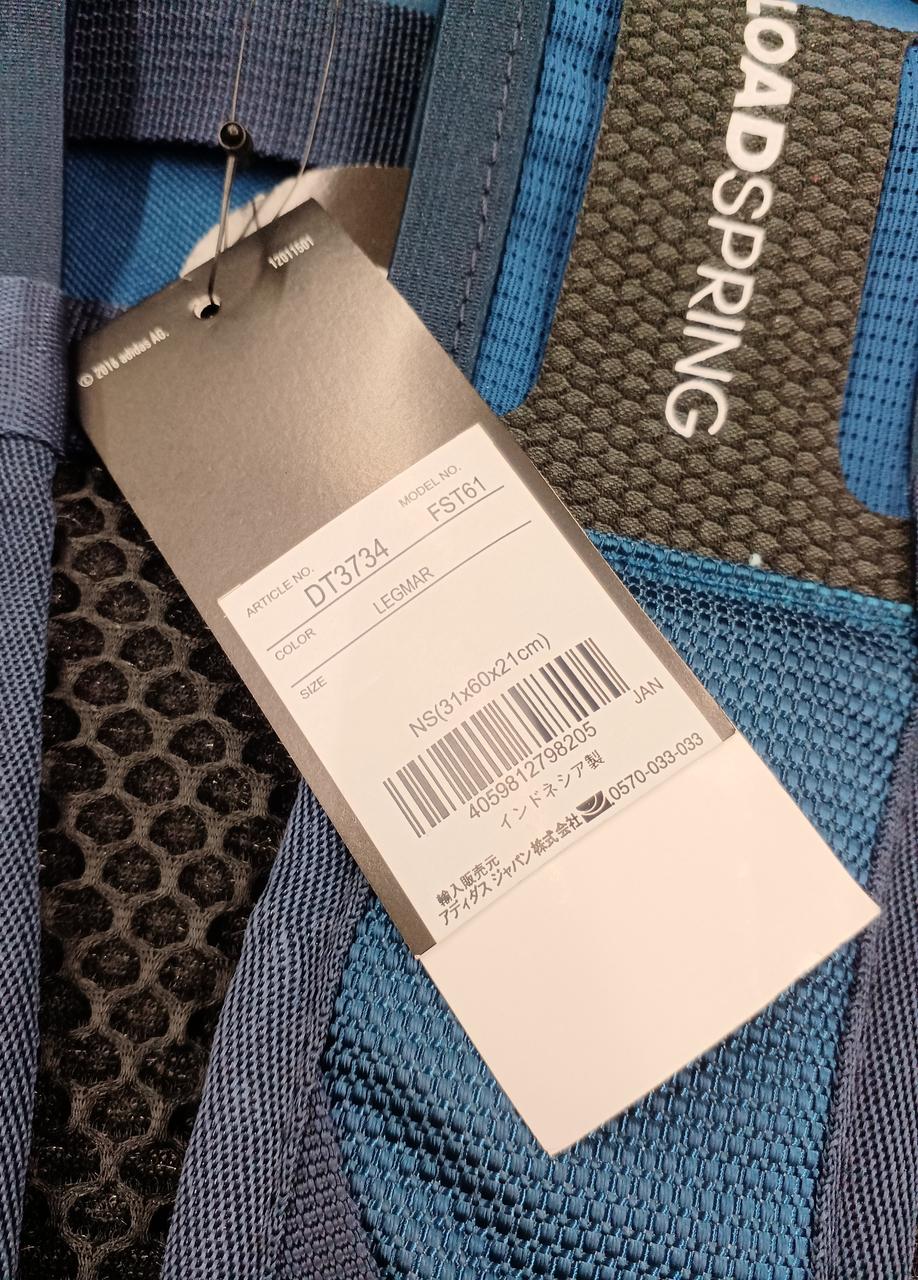 LOADSPRING
© 2016 adidas AG.
12011501
ARTICLE NO.
MODEL NO.
DT3734
FST61
COLOR
LEGMAR
SIZE
NS(31x60x21cm)
JAN
4059812798205
インドネシア製
輸入販売元
アディダス ジャパン株式会社 0570-033-033